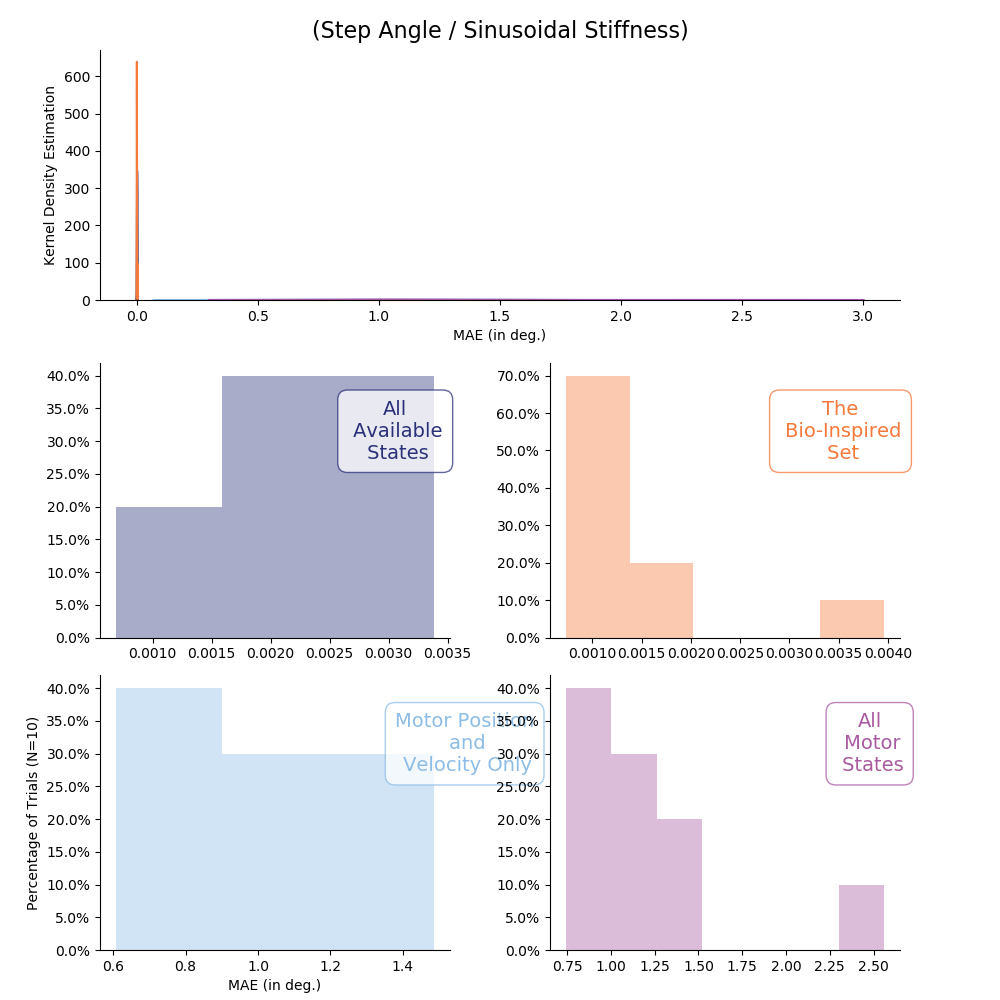 (Step Angle / Sinusoidal Stiffness)
600
500
400
300
200
100
0
Kernel Density Estimation
0.0 0.5 1.0 1.5 2.0 2.5 3.0
MAE (in deg.)
40.0%
35.0%
30.0%
25.0%
20.0%
15.0%
10.0%
5.0%
0.0%
All
Available
States
0.0010 0.0015 0.0020 0.0025 0.0030 0.0035
70.0%
60.0%
50.0%
40.0%
30.0%
20.0%
10.0%
0.0%
The
Bio-Inspired
Set
0.0010 0.0015 0.0020 0.0025 0.0030 0.0035 0.0040
40.0%
35.0%
30.0%
25.0%
20.0%
15.0%
10.0%
5.0%
0.0%
Percentage of Trials (N=10)
Motor Position
and
Velocity Only
0.6 0.8 1.0 1.2 1.4
MAE (in deg.)
40.0%
35.0%
30.0%
25.0%
20.0%
15.0%
10.0%
5.0%
0.0%
All
Motor
States
0.75 1.00 1.25 1.50 1.75 2.00 2.25 2.50